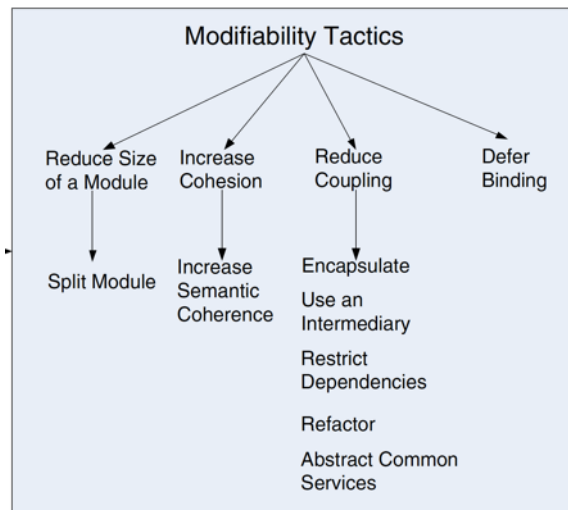 Modifiability Tactics
Reduce Size
of a Module
Increase
Cohesion
Reduce
Coupling
Defer
Binding
Split Module
Increase
Semantic
Coherence
Encapsulate
Use an
Intermediary
Restrict
Dependencies
Refactor
Abstract Common
Services